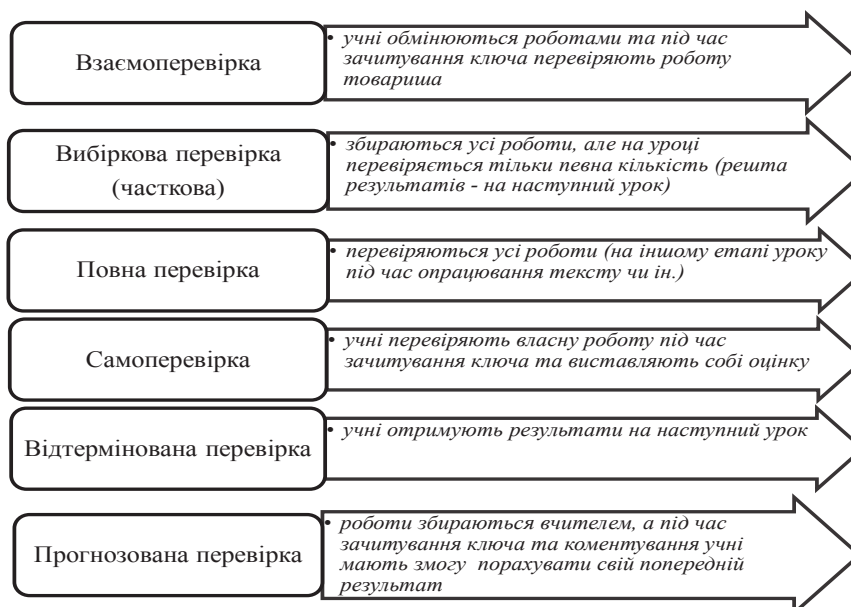 Взаємоперевірка
• учні обмінюються роботами та під час
зачитування ключа перевіряють роботу
товариша
Вибіркова перевірка
(часткова)
• збираються усі роботи, але на уроці
перевіряється тільки певна кількість (решта
результатів - на наступний урок)
Повна перевірка
• перевіряються усі роботи (на іншому етапі уроку
під час опрацювання тексту чи ін.)
Самоперевірка
• учні перевіряють власну роботу під час
зачитування ключа та виставляють собі оцінку
Відтермінована перевірка
• учні отримують результати на наступний урок
Прогнозована перевірка
• роботи збираються вчителем, а під час
зачитування ключа та коментування учні
мають змогу порахувати свій попередній
результат